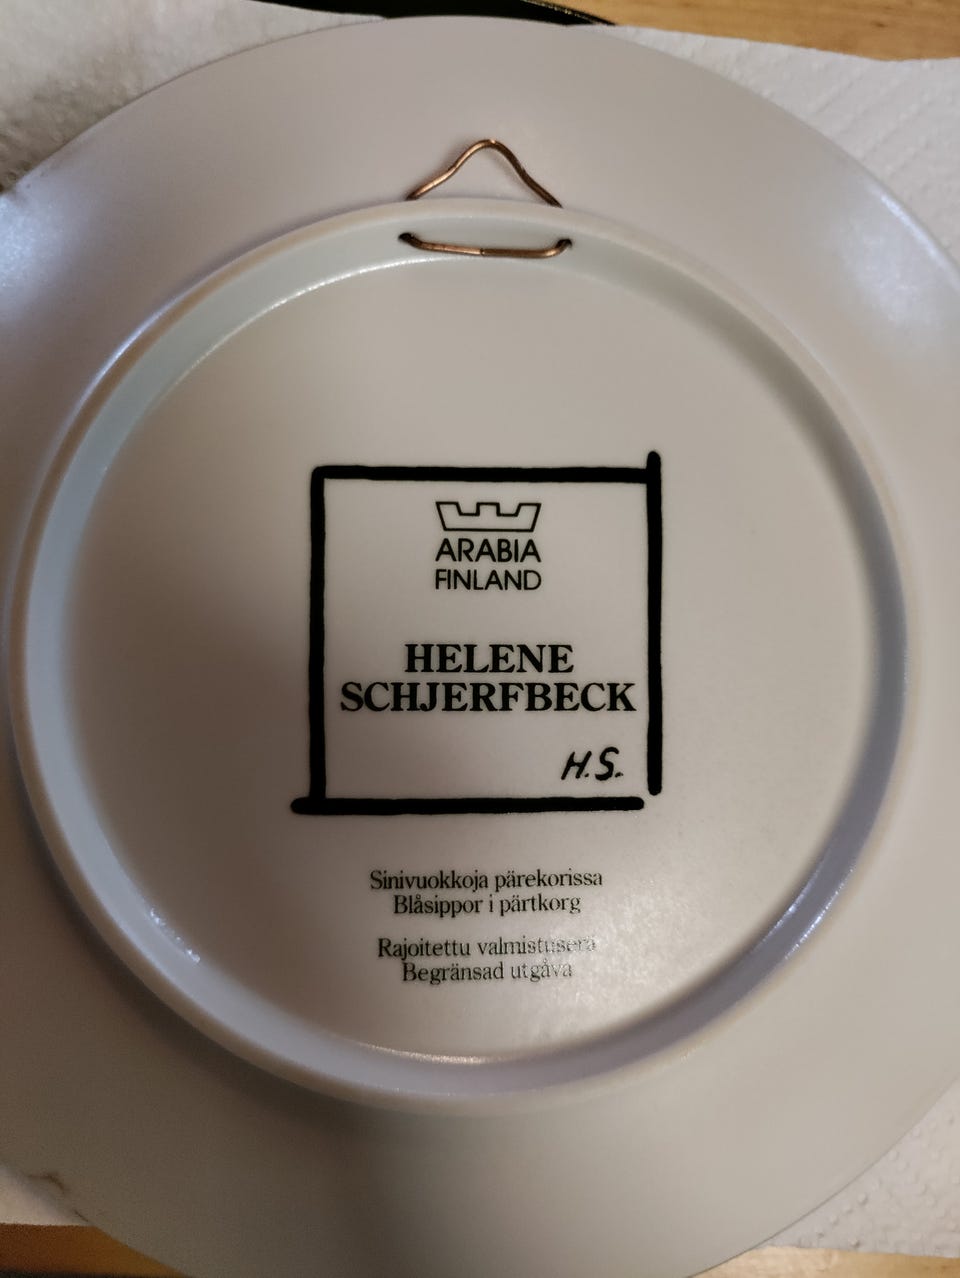 ARABIA
FINLAND
HELENE
SCHJERFBECK
H.S.
Sinivuokkoja pärekorissa
Blåsippor i pärtkorg
Rajoitettu valmistuserä
Begränsad utgåva